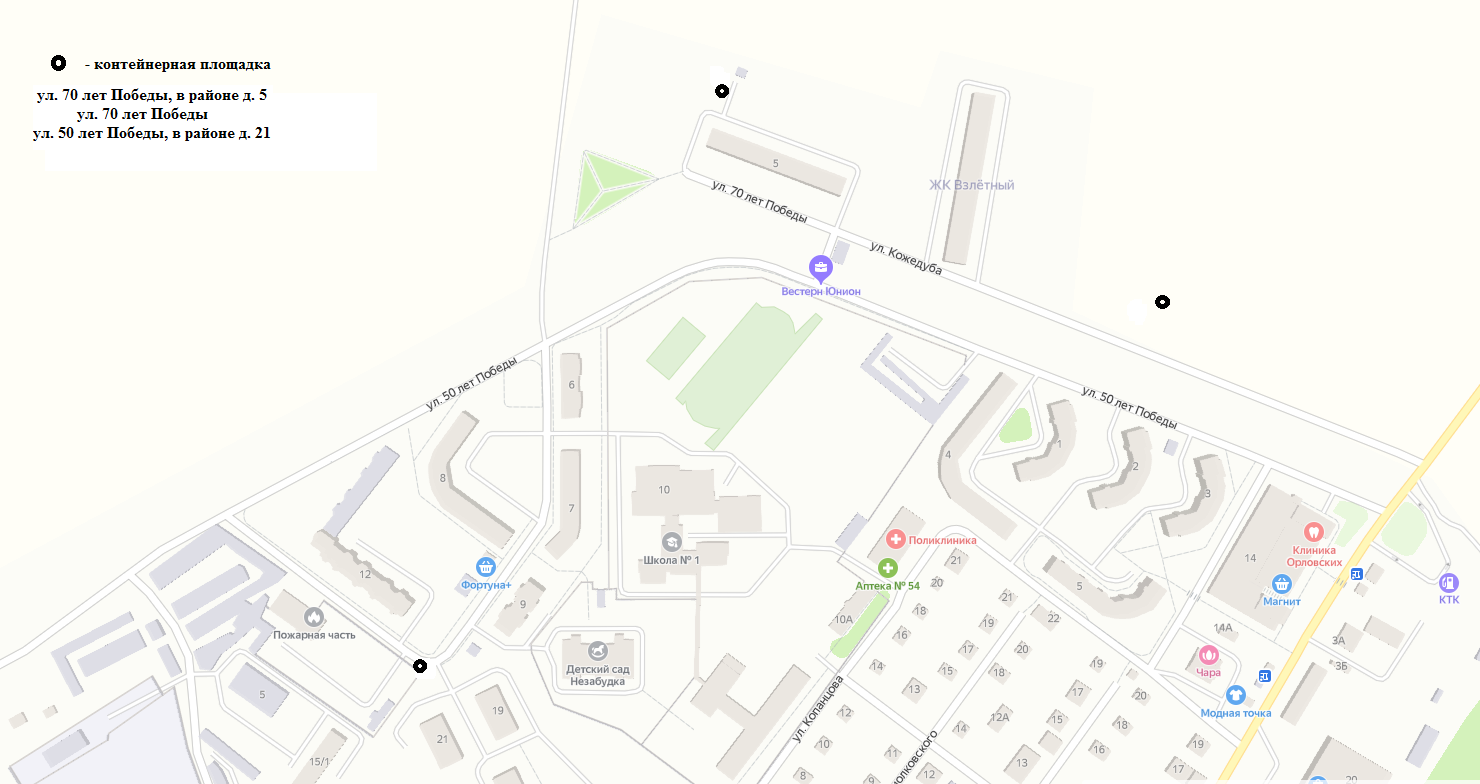 - контейнерная площадка
ул. 70 лет Победы, в районе д. 5
ул. 70 лет Победы
ул. 50 лет Победы, в районе д. 21
5
ул. 70 лет Победы
ЖК Взлётный
ул. Кожедуба
Вестерн Юнион
ул. 50 лет Победы
6
ул. 50 лет Победы
8
7
10
Школа № 1
4
1
2
3
Поликлиника
Аптека № 54
10А
12
Фортуна+
9
Пожарная часть
Детский сад
Незабудка
5
19
21
15/1
ул. Копанцова
21
20
18
16
14
13
12
10
8
21
19
17
15
14
9
11
12
22
20
18
12А
13
19
17
15
16
20
18
19
5
14
Клиника
Орловских
Магнит
КТК
14А
Чара
Модная точка
3А
3Б
20